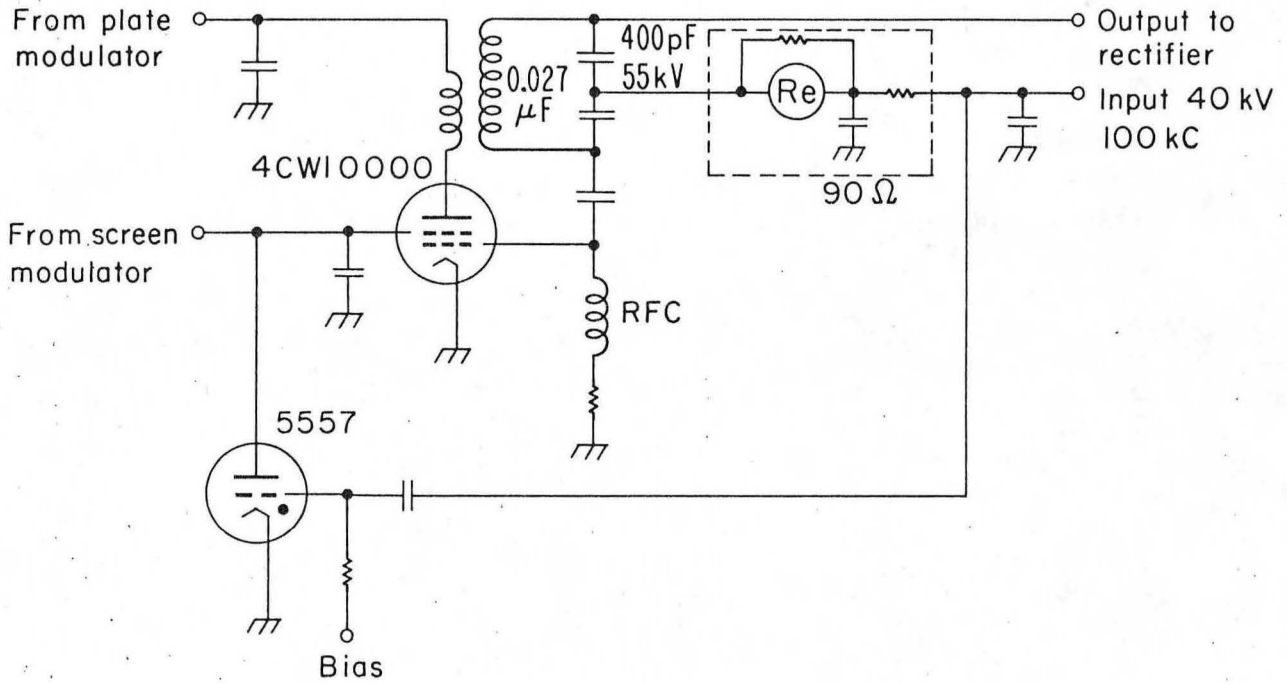 From plate
modulator
400pF
55kV
0.027
μF
Re
Output to
rectifier
Input 40 kV
100 kC
90Ω
4CW10000
From screen
modulator
RFC
5557
Bias